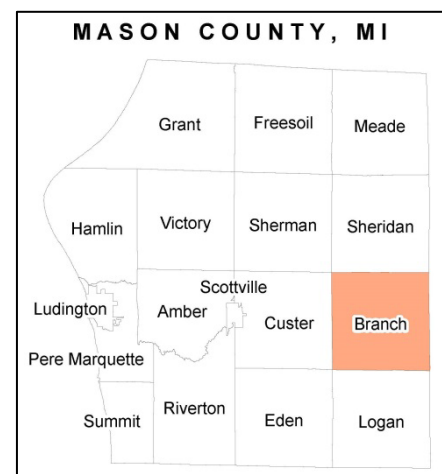 MASON COUNTY, MI
Grant
Freesoil
Meade
Hamlin
Victory
Sherman
Sheridan
Ludington
Amber
Scottville
Custer
Branch
Pere Marquette
Summit
Riverton
Eden
Logan